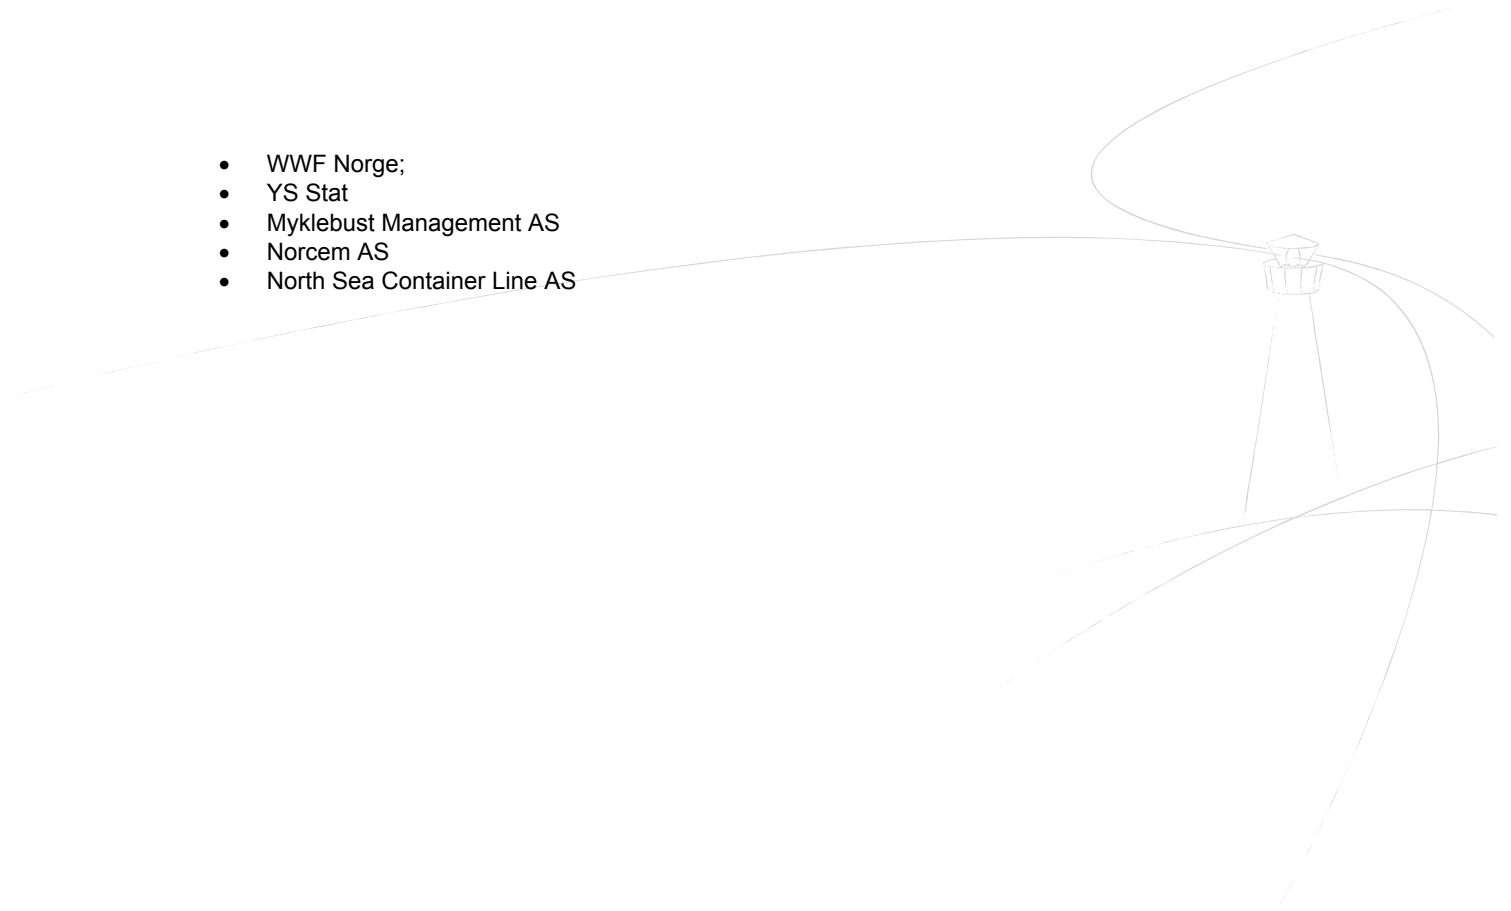 • WWF Norge;
• YS Stat
• Myklebust Management AS
• Norcem AS
• North Sea Container Line AS